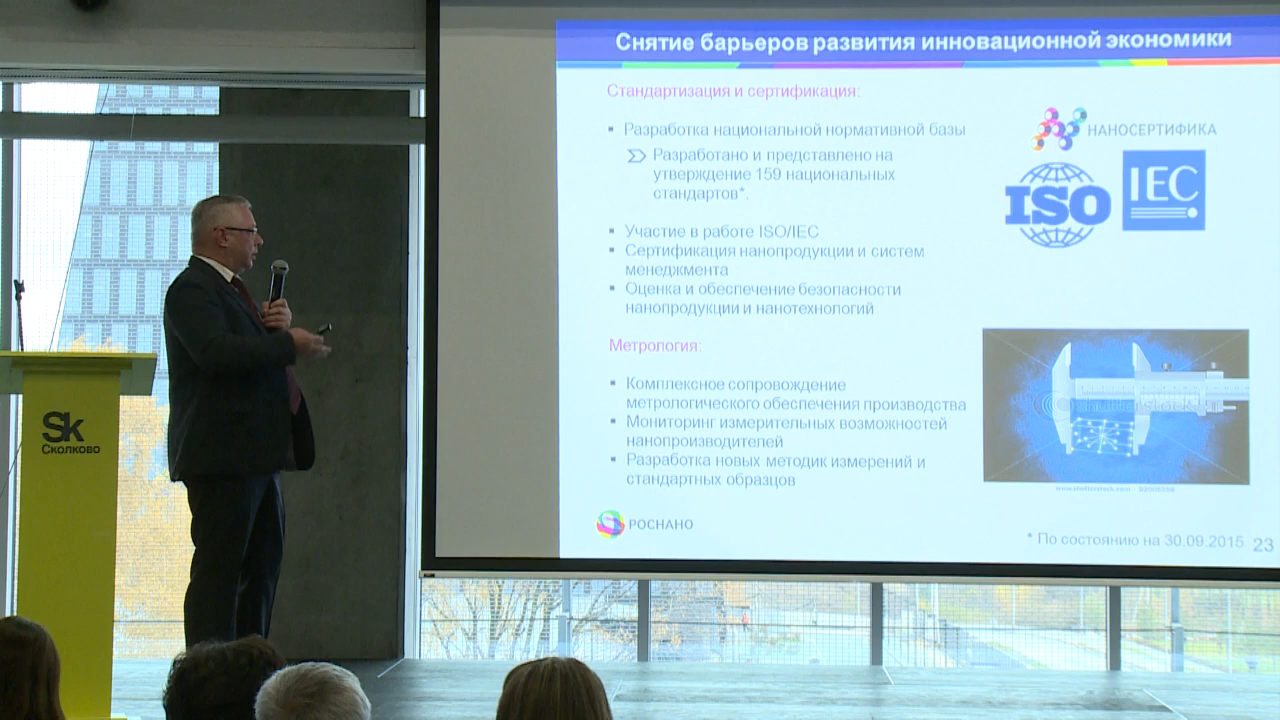 Снятие барьеров развития инновационной экономики
Стандартизация и сертификация:
Разработка национальной нормативной базы
Разработано и представлено на
утверждение 159 национальных
стандартов*.
Участие в работе ISO/IEC
Сертификация нанопродукции и систем
менеджмента
Оценка и обеспечение безопасности
нанопродукции и нанотехнологий
НАНОСЕРТИФИКА
ISO
IEC
Метрология:
Комплексное сопровождение
метрологического обеспечения производства
Мониторинг измерительных возможностей
нанопроизводителей
Разработка новых методик измерений и
стандартных образцов
shutterstock
РОСНАНО
* По состоянию на 30.09.2015
23
Sk
Сколково